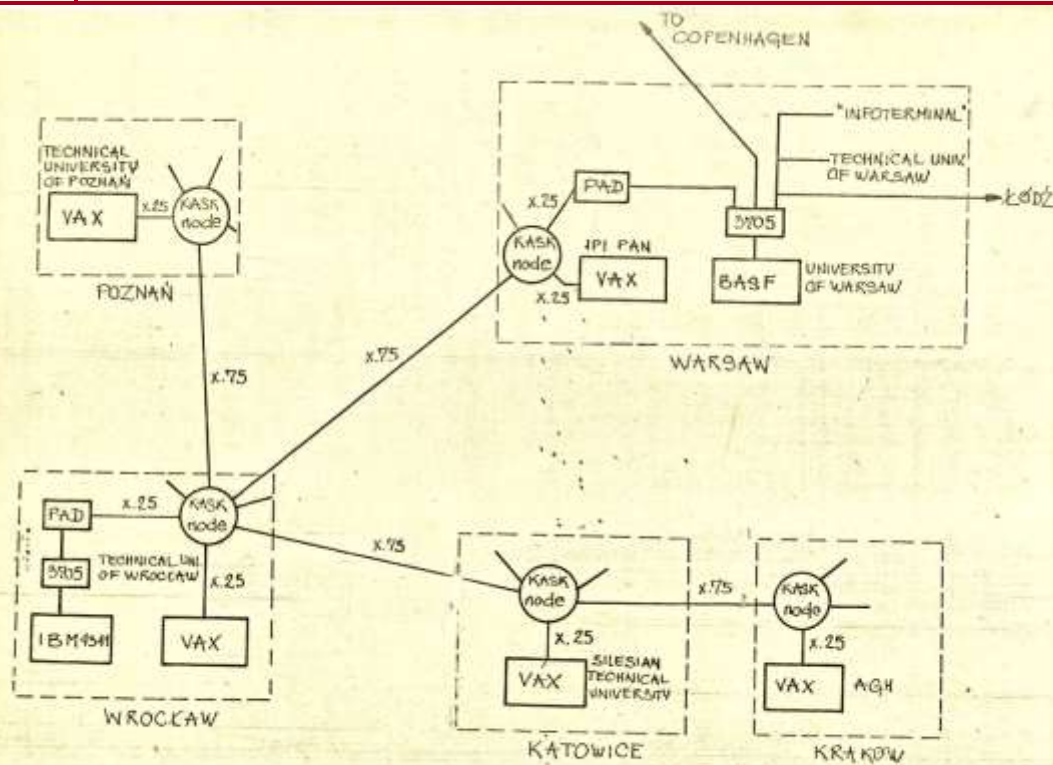 TO
COPENHAGEN
"INFOTERMINAL"
TECHNICAL UNIV.
OF WARSAW
ŁÓDŹ
PAD
X.25
3705
KASK
node
IPI PAN
VAX
X.25
BASF
UNIVERSITY
OF WARSAW
WARSAW
TECHNICAL
UNIVERSITY
OF POZNAŃ
VAX
X.25
KASK
node
POZNAŃ
X.75
X.75
PAD
X.25
KASK
node
3705
TECHNICAL UNI.
OF WROCŁAW
X.25
VAX
WROCŁAW
X.75
KASK
node
X.25
VAX
SILESIAN
TECHNICAL
UNIVERSITY
KATOWICE
X.75
KASK
node
X.25
VAX
AGH
KRAKÓW